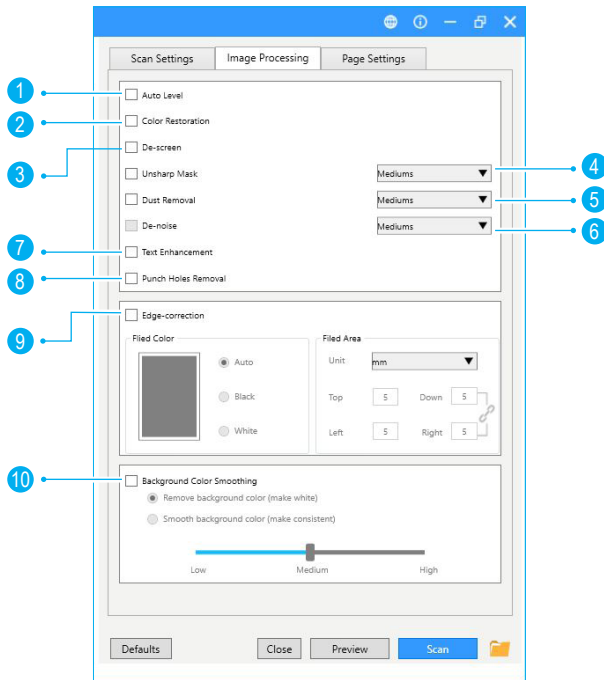 Scan Settings Image Processing Page Settings
1 Auto Level
2 Color Restoration
3 De-screen
Unsharp Mask Mediums 4
Dust Removal Mediums 5
De-noise Mediums 6
7 Text Enhancement
8 Punch Holes Removal
9 Edge-correction
Flied Color Filed Area
Auto Unit mm
Black Top 5 Down 5
White Left 5 Right 5
10 Background Color Smoothing
Remove background color (make white)
Smooth background color (make consistent)
Low Medium High
Defaults Close Preview Scan